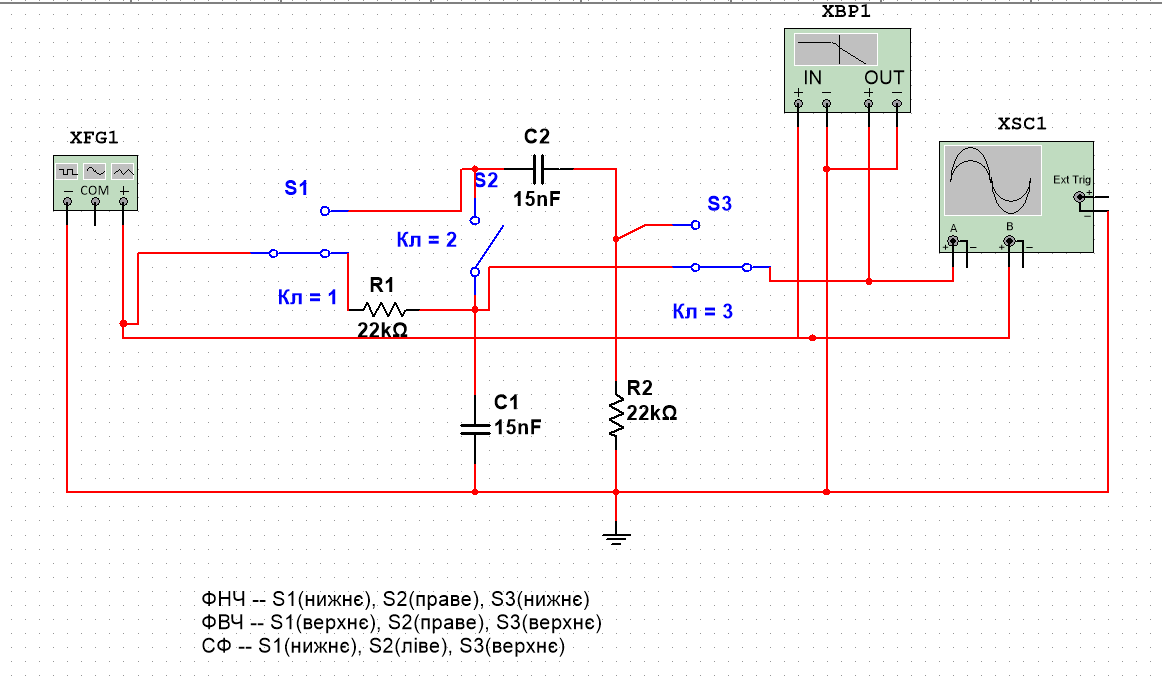 XBP1
IN OUT
+ − + −
XSC1
Ext Trig
+
−
A B
+ − + −
XFG1
− COM +
C2
15nF
S1
S2
S3
Кл = 2
Кл = 1
R1
22kΩ
Кл = 3
C1
15nF
R2
22kΩ
ФНЧ -- S1(нижнє), S2(праве), S3(нижнє)
ФВЧ -- S1(верхнє), S2(праве), S3(верхнє)
СФ -- S1(нижнє), S2(ліве), S3(верхнє)